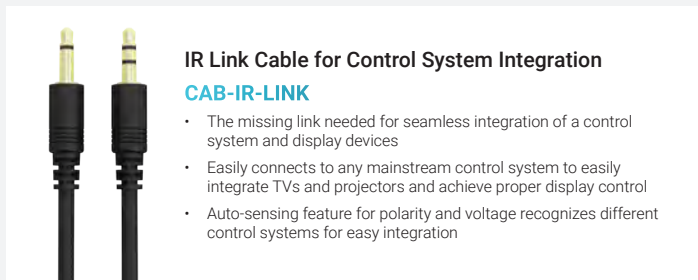 IR Link Cable for Control System Integration
CAB-IR-LINK
• The missing link needed for seamless integration of a control
system and display devices
• Easily connects to any mainstream control system to easily
integrate TVs and projectors and achieve proper display control
• Auto-sensing feature for polarity and voltage recognizes different
control systems for easy integration